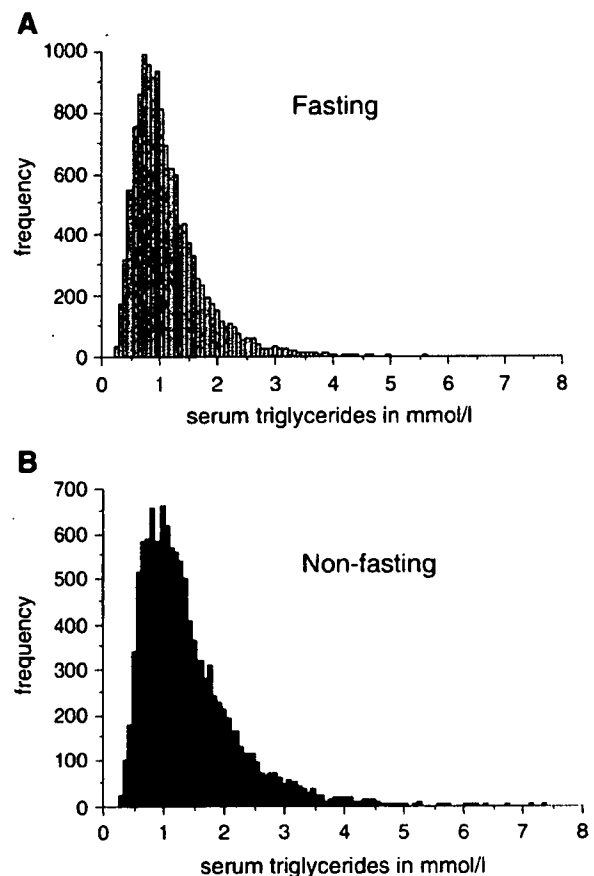 A
1000
800
600
400
200
0
frequency
Fasting
0 1 2 3 4 5 6 7 8
serum triglycerides in mmol/l
B
700
600
500
400
300
200
100
0
frequency
Non-fasting
0 1 2 3 4 5 6 7 8
serum triglycerides in mmol/l